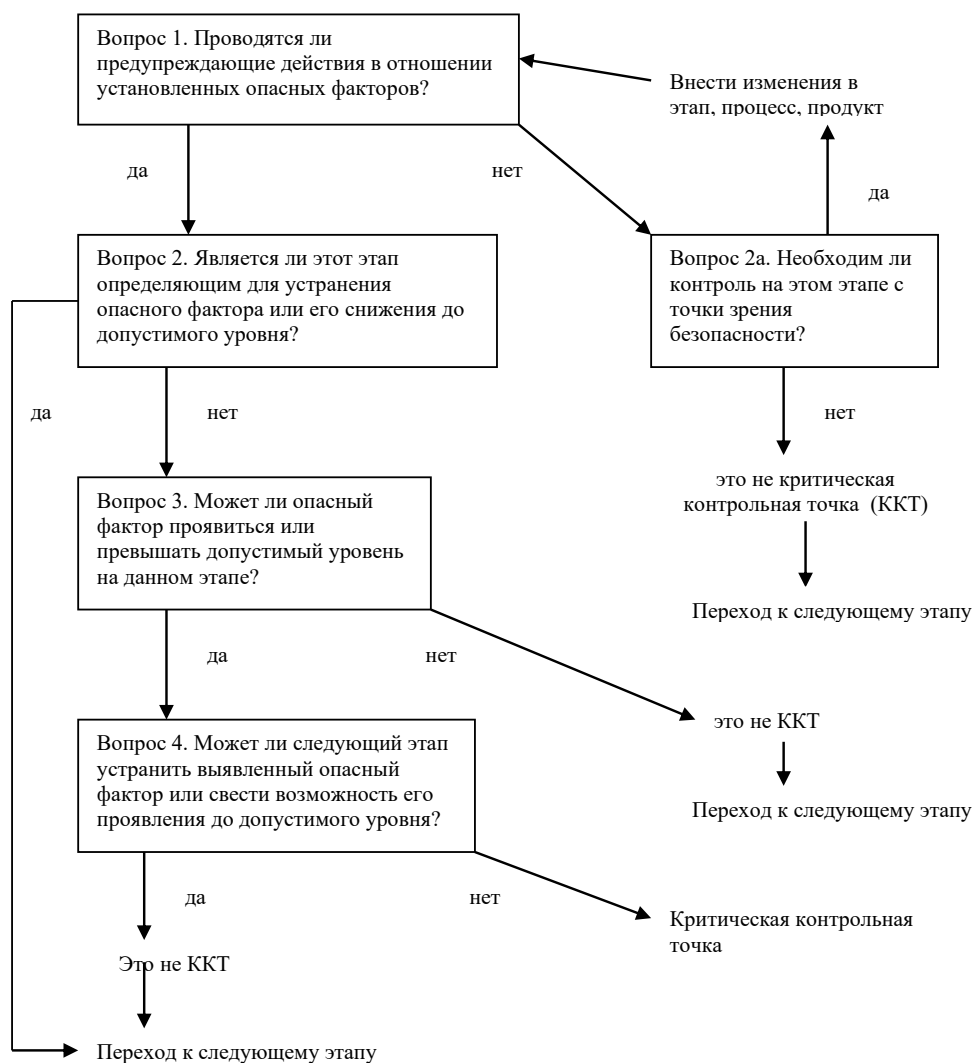 Вопрос 1. Проводятся ли
предупреждающие действия в отношении
установленных опасных факторов?
Внести изменения в
этап, процесс, продукт
да
нет
да
Вопрос 2. Является ли этот этап
определяющим для устранения
опасного фактора или его снижения до
допустимого уровня?
Вопрос 2а. Необходим ли
контроль на этом этапе с
точки зрения
безопасности?
да
нет
нет
это не критическая
контрольная точка (ККТ)
Вопрос 3. Может ли опасный
фактор проявиться или
превышать допустимый уровень
на данном этапе?
Переход к следующему этапу
да
нет
это не ККТ
Вопрос 4. Может ли следующий этап
устранить выявленный опасный
фактор или свести возможность его
проявления до допустимого уровня?
Переход к следующему этапу
да
нет
Критическая контрольная
точка
Это не ККТ
Переход к следующему этапу